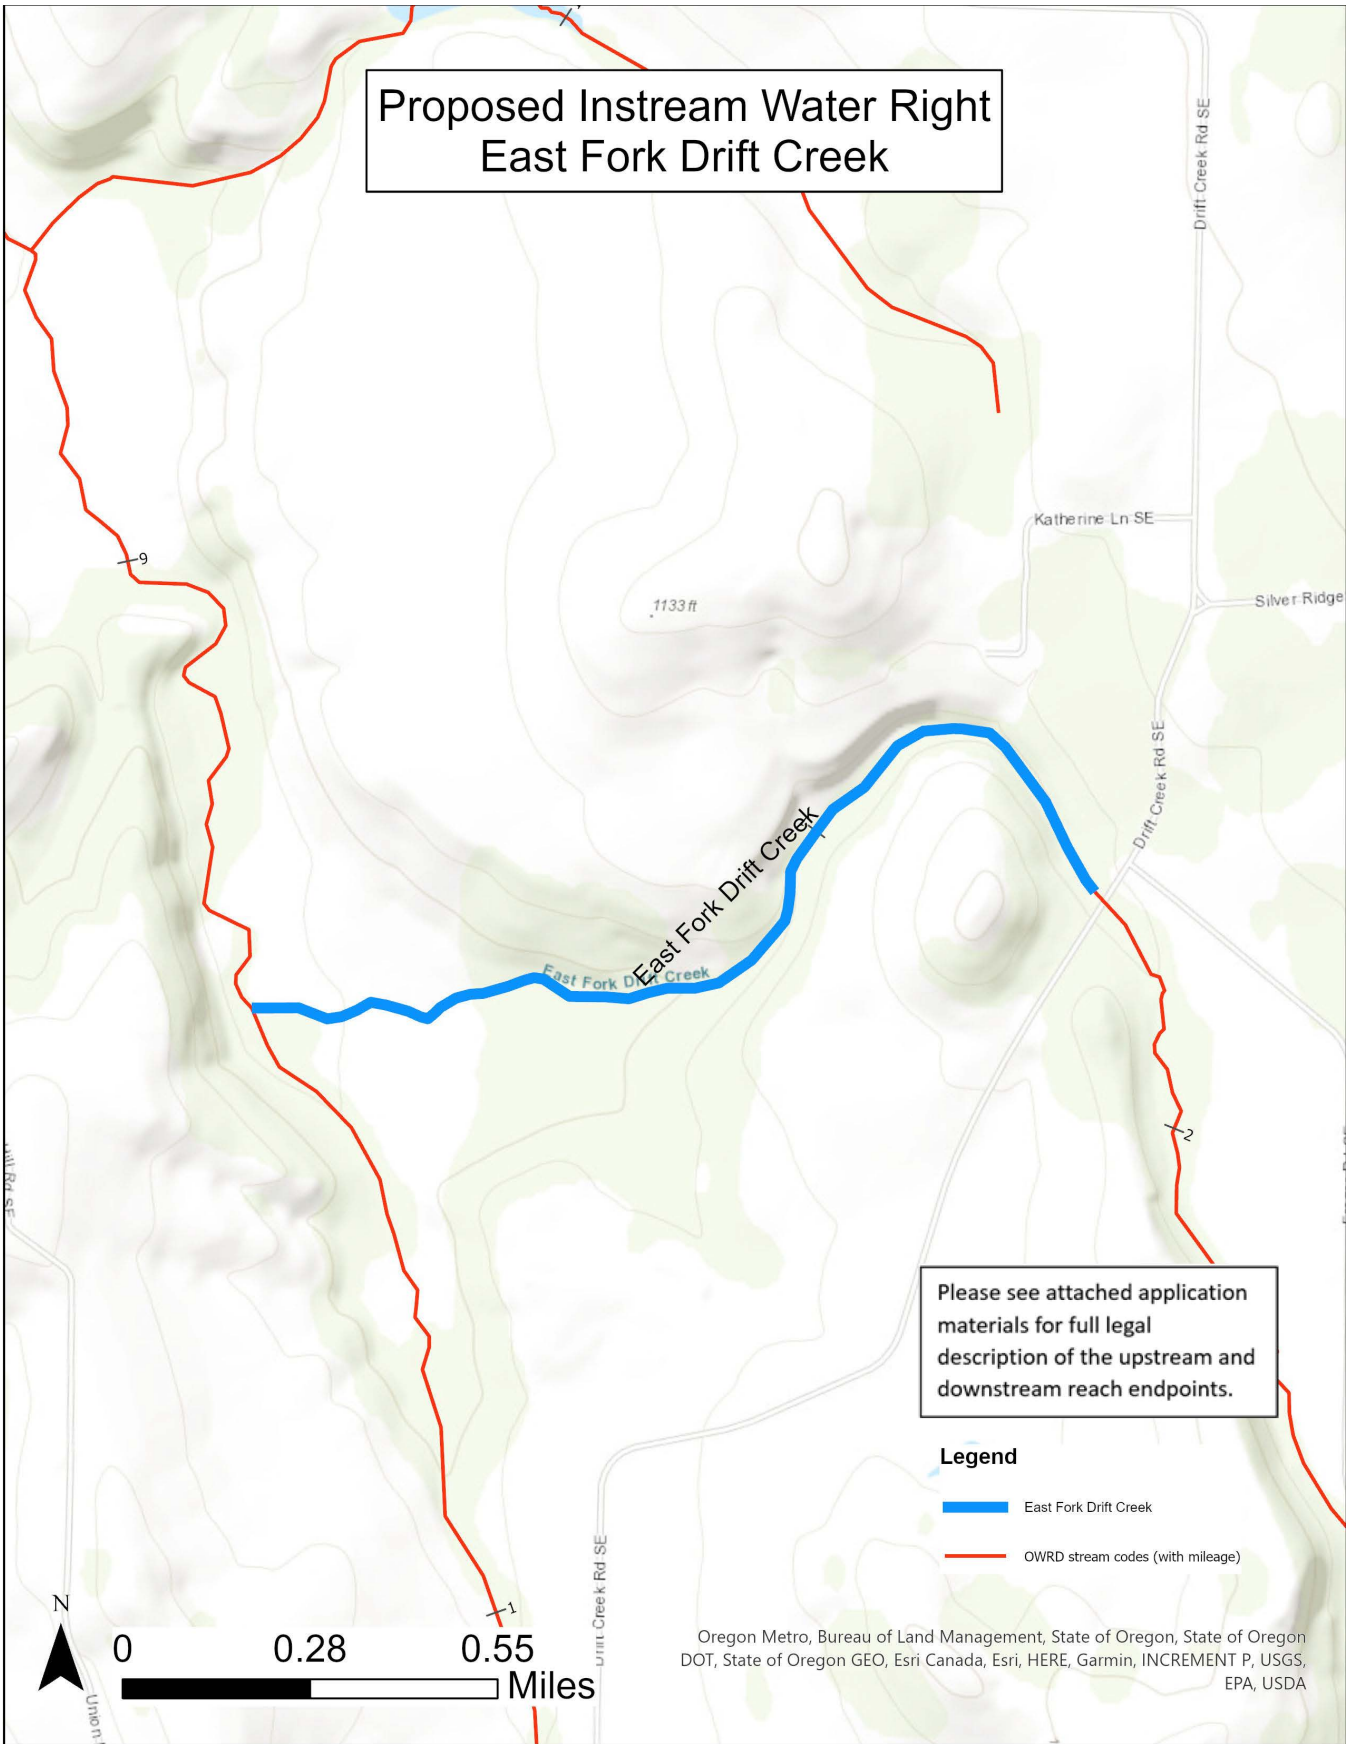 Proposed Instream Water Right
East Fork Drift Creek
Drift Creek Rd SE
Katherine Ln SE
9
Silver Ridge
1133 ft
Drift Creek Rd SE
East Fork Drift Creek
East Fork Drift Creek
2
Rd SE
Please see attached application
materials for full legal
description of the upstream and
downstream reach endpoints.
Legend
East Fork Drift Creek
OWRD stream codes (with mileage)
Drift Creek Rd SE
1
N
0 0.28 0.55
Miles
Union
Oregon Metro, Bureau of Land Management, State of Oregon, State of Oregon
DOT, State of Oregon GEO, Esri Canada, Esri, HERE, Garmin, INCREMENT P, USGS,
EPA, USDA